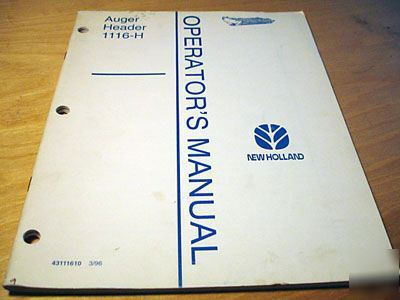 Auger
Header
1116-H
OPERATOR'S MANUAL
NEW HOLLAND
43111610 3/96